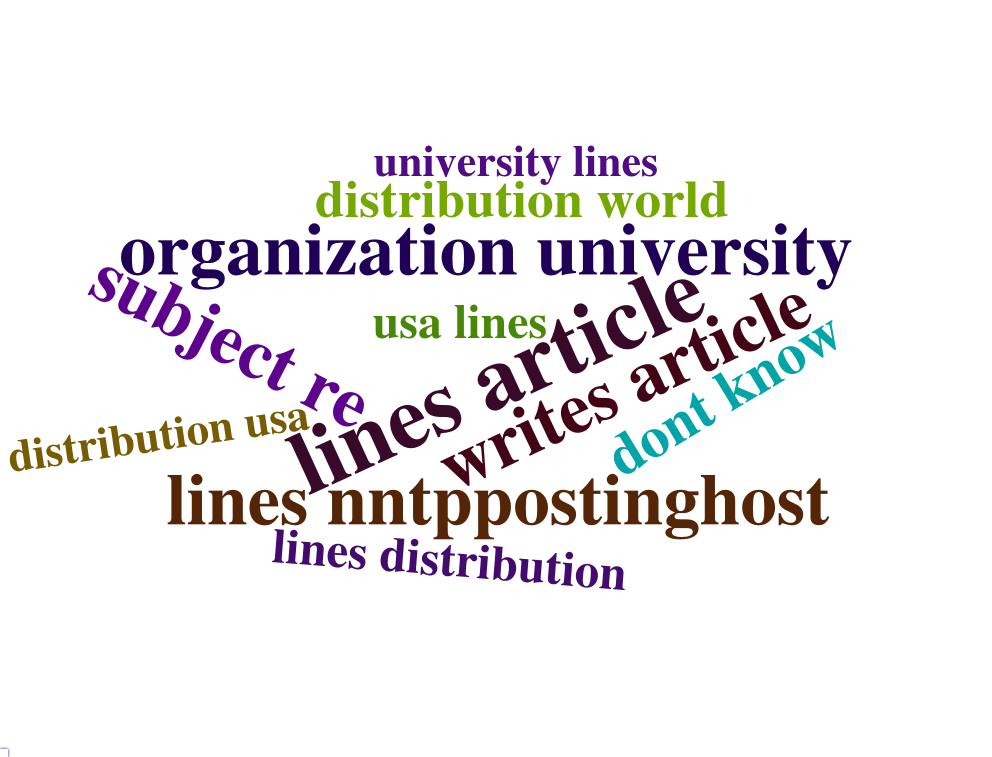 university lines
distribution world
organization university
subject re
usa lines
lines article
writes article
dont know
distribution usa
lines nntppostinghost
lines distribution